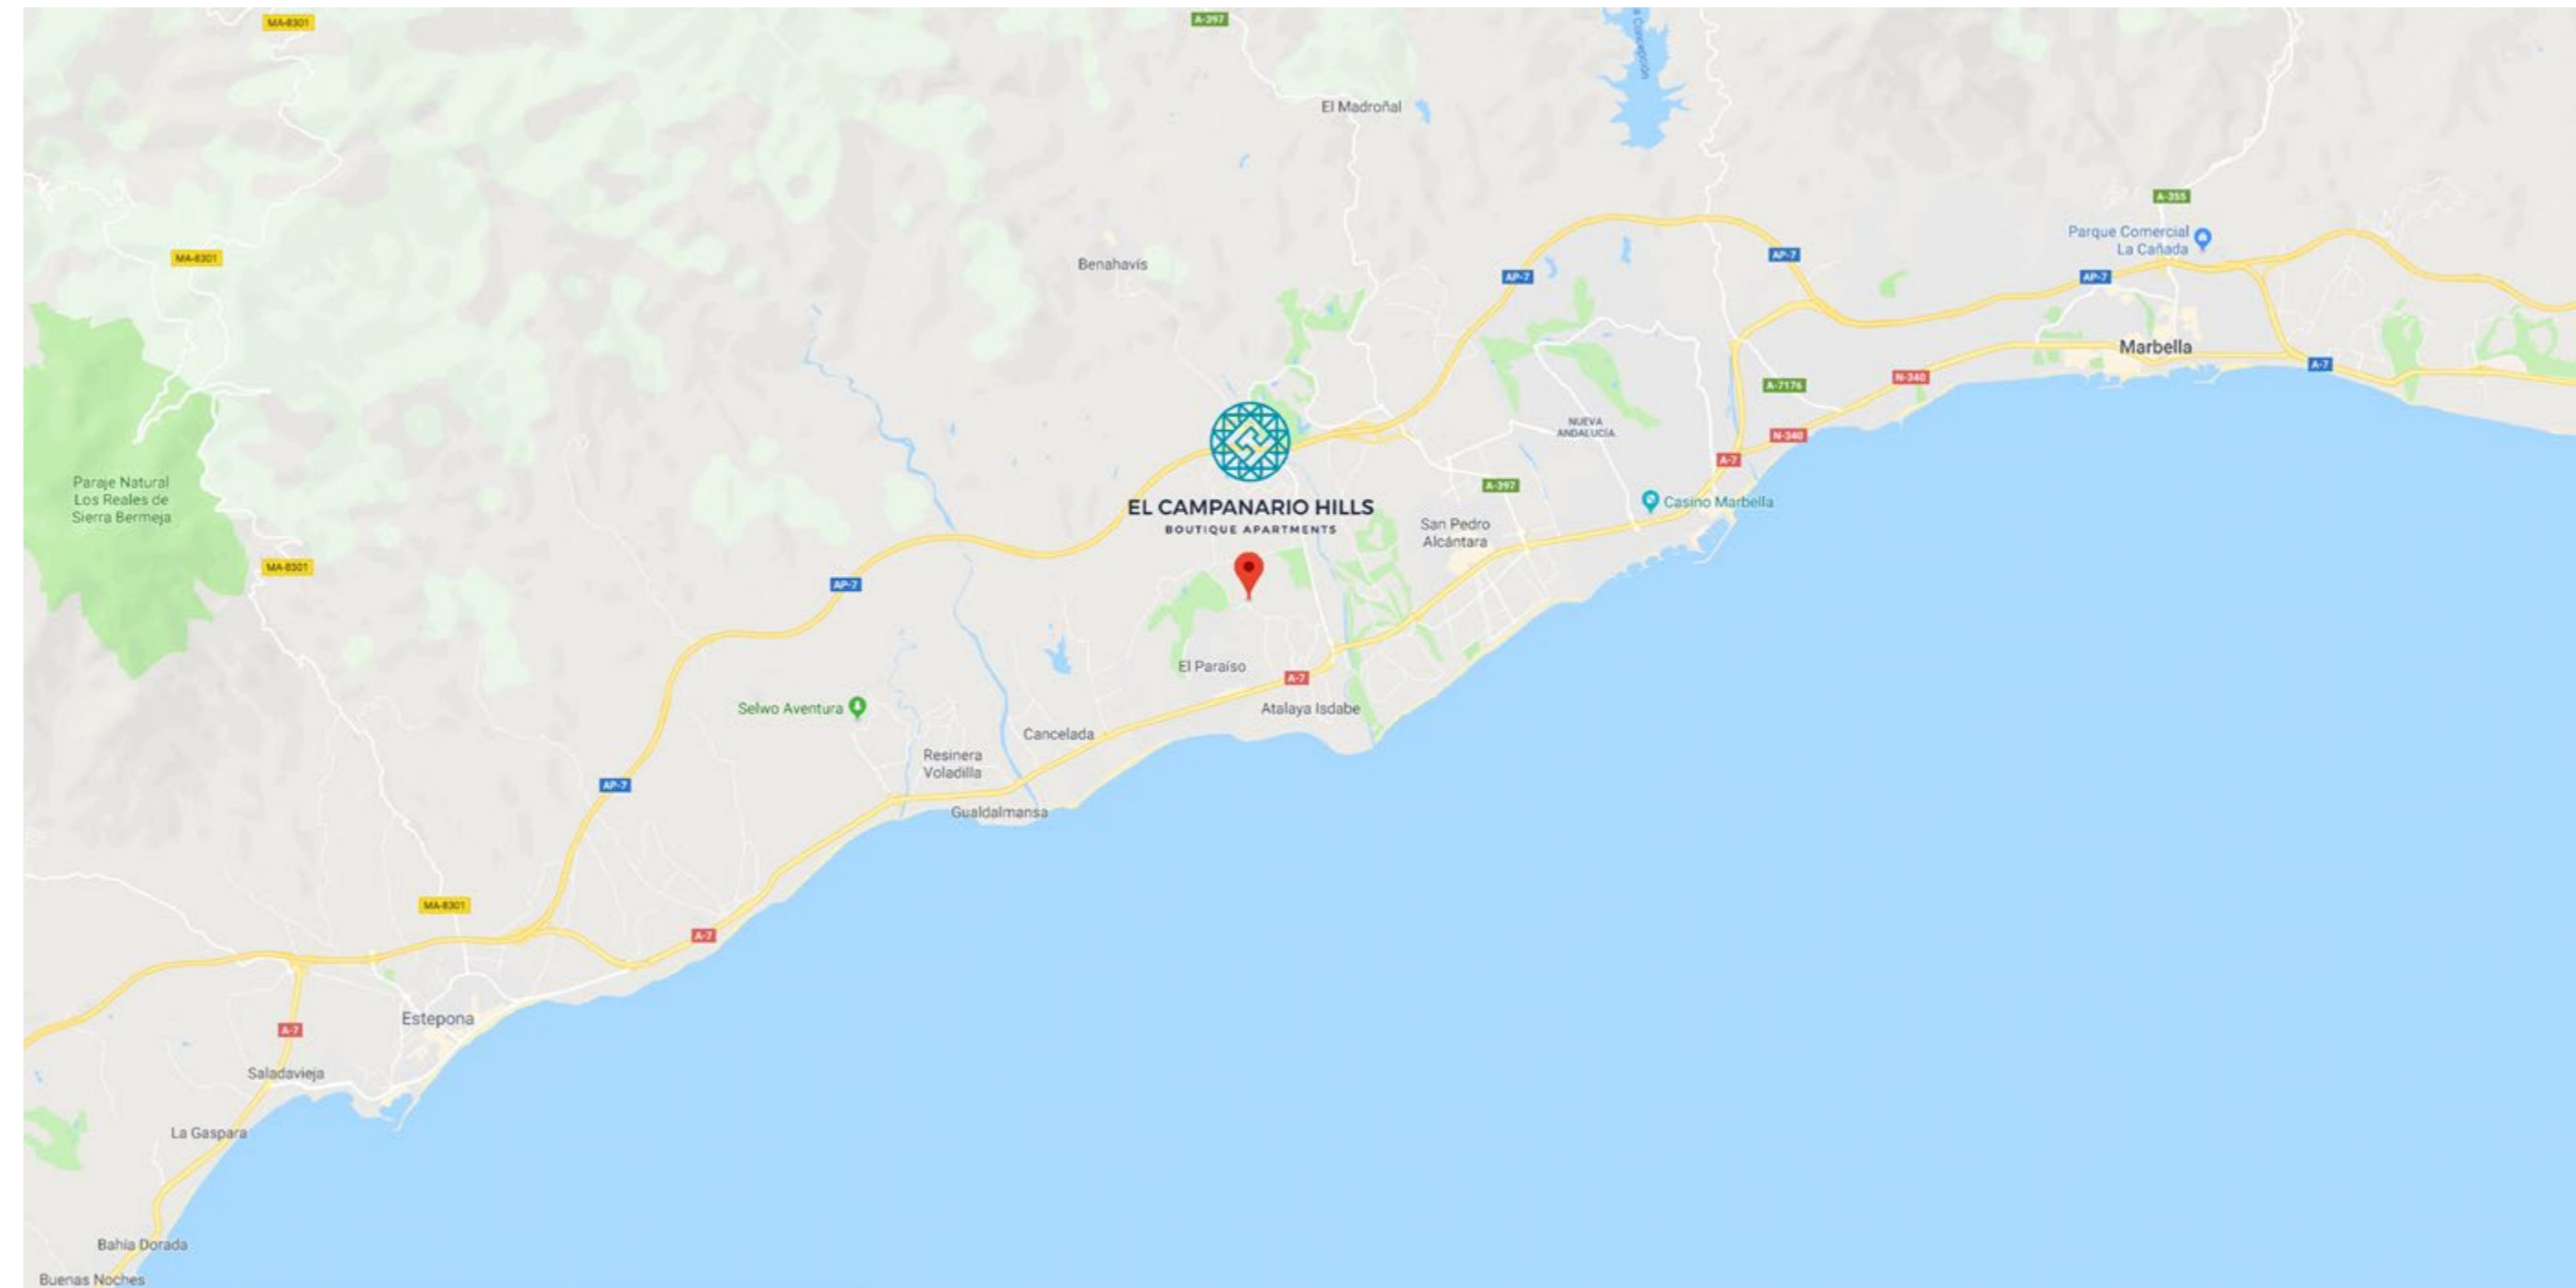 MA-8301
A-397
a Concepción
El Madroñal
A-355
Parque Comercial
La Cañada
MA-8301
Benahavís
AP-7
AP-7
AP-7
Marbella
A-7
N-340
A-7176
NUEVA
ANDALUCÍA
N-340
A-7
Paraje Natural
Los Reales de
Sierra Bermeja
A-397
Casino Marbella
EL CAMPANARIO HILLS
BOUTIQUE APARTMENTS
San Pedro
Alcántara
MA-8301
AP-7
El Paraíso
A-7
Selwo Aventura
Atalaya Isdabe
Cancelada
Resinera
Voladilla
AP-7
Gualdalmansa
MA-8301
A-7
Estepona
A-7
Saladavieja
La Gaspara
Bahia Dorada
Buenas Noches